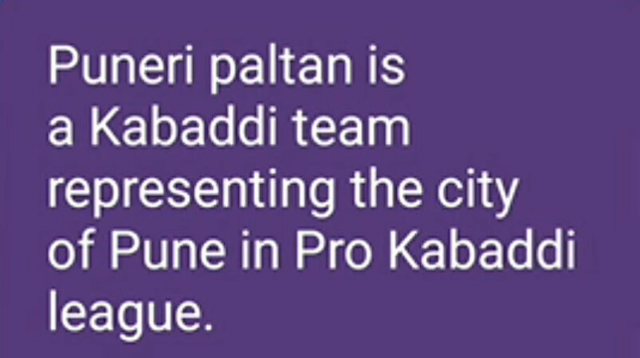 Puneri paltan is
a Kabaddi team
representing the city
of Pune in Pro Kabaddi
league.